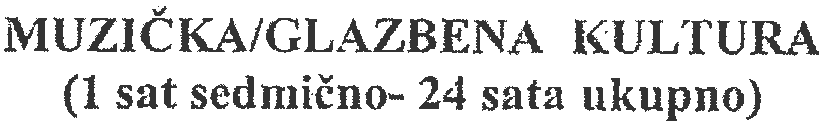 MUZIČKA/GLAZBENA KULTURA
(1 sat sedmično- 24 sata ukupno)